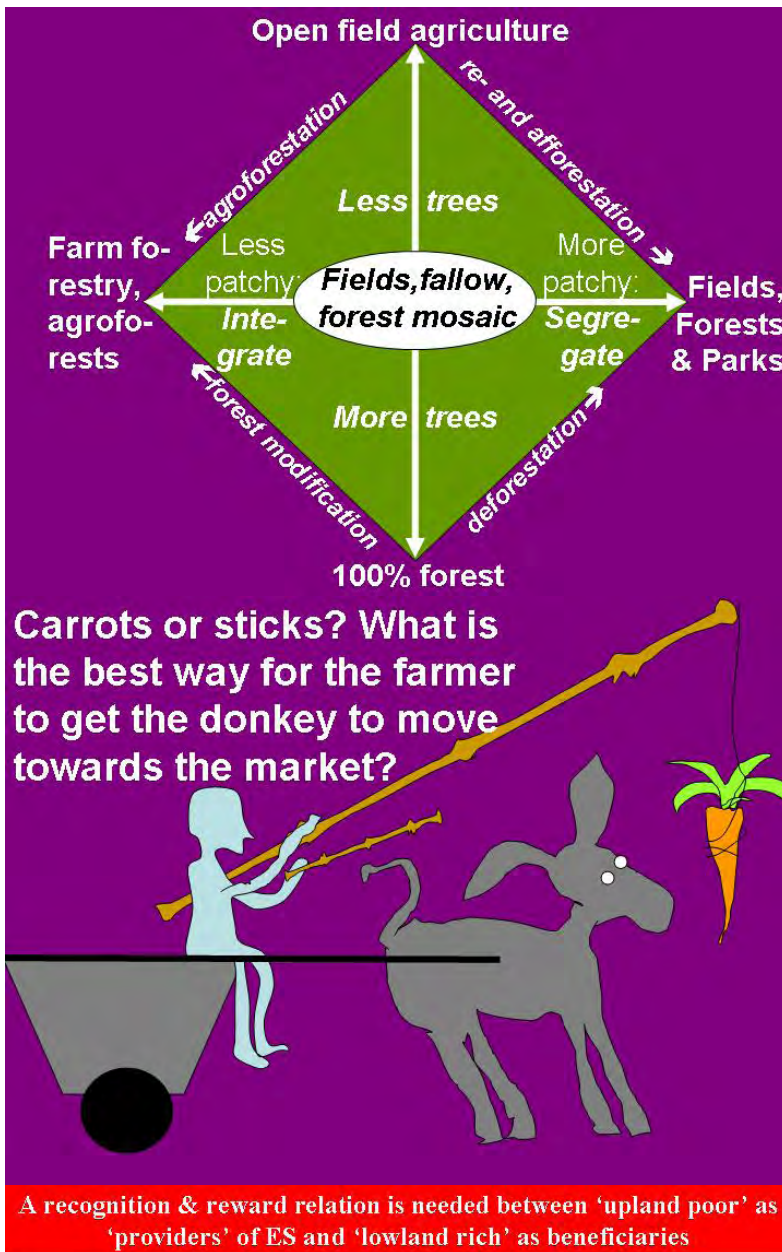 Open field agriculture
agroforestation
re- and afforestation
Less trees
Farm fo-
restry,
agrofo-
rests
Less
patchy:
Inte-
grate
Fields,fallow,
forest mosaic
More
patchy:
Segre-
gate
Fields,
Forests
& Parks
More trees
forest modification
deforestation
100% forest
Carrots or sticks? What is
the best way for the farmer
to get the donkey to move
towards the market?
A recognition & reward relation is needed between ‘upland poor’ as
‘providers’ of ES and ‘lowland rich’ as beneficiaries